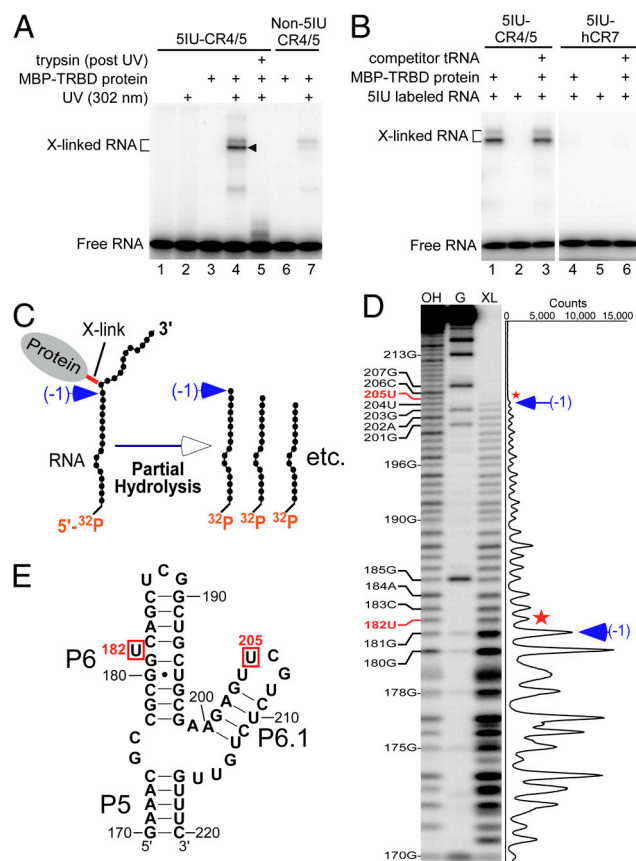 A
5IU-CR4/5
Non-5IU
CR4/5
trypsin (post UV)
+
MBP-TRBD protein
+ + + + +
UV (302 nm)
+ + + +
X-linked RNA
Free RNA
1 2 3 4 5 6 7
B
5IU-
CR4/5
5IU-
hCR7
competitor tRNA
+ +
MBP-TRBD protein
+ + + +
5IU labeled RNA
+ + + + + +
X-linked RNA
Free RNA
1 2 3 4 5 6
C
Protein
X-link
3'
(-1)
(-1)
RNA
Partial
Hydrolysis
etc.
5'-32P
32P 32P 32P
D
OH G XL
Counts
0 5,000 10,000 15,000
213G
207G
206C
205U
204U
203G
202A
201G
196G
190G
185G
184A
183C
182U
181G
180G
178G
175G
170G
(-1)
(-1)
E
P6
182 U
180
190
205
U
200
210
P6.1
P5
170
220
5' 3'